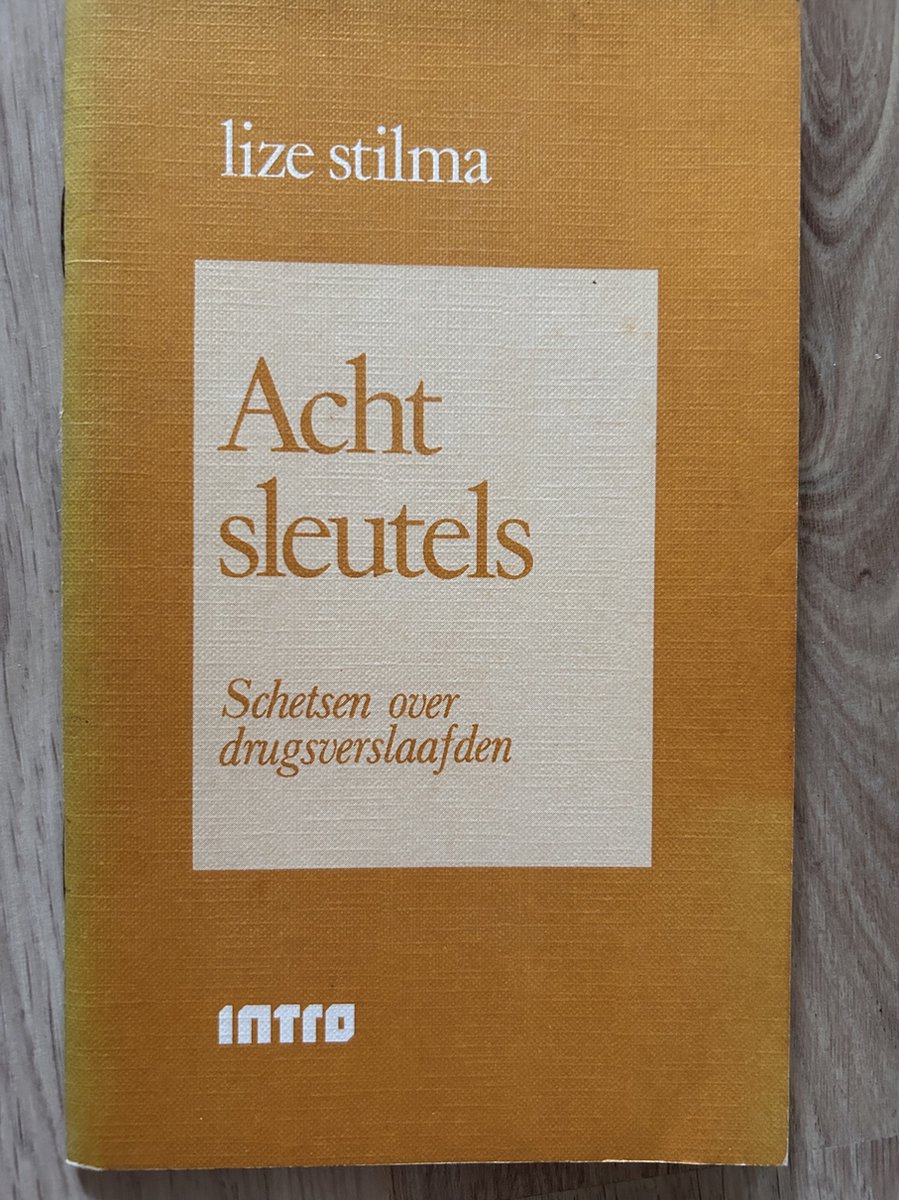 lize stilma
Acht
sleutels
Schetsen over
drugsverslaafden
INTRO